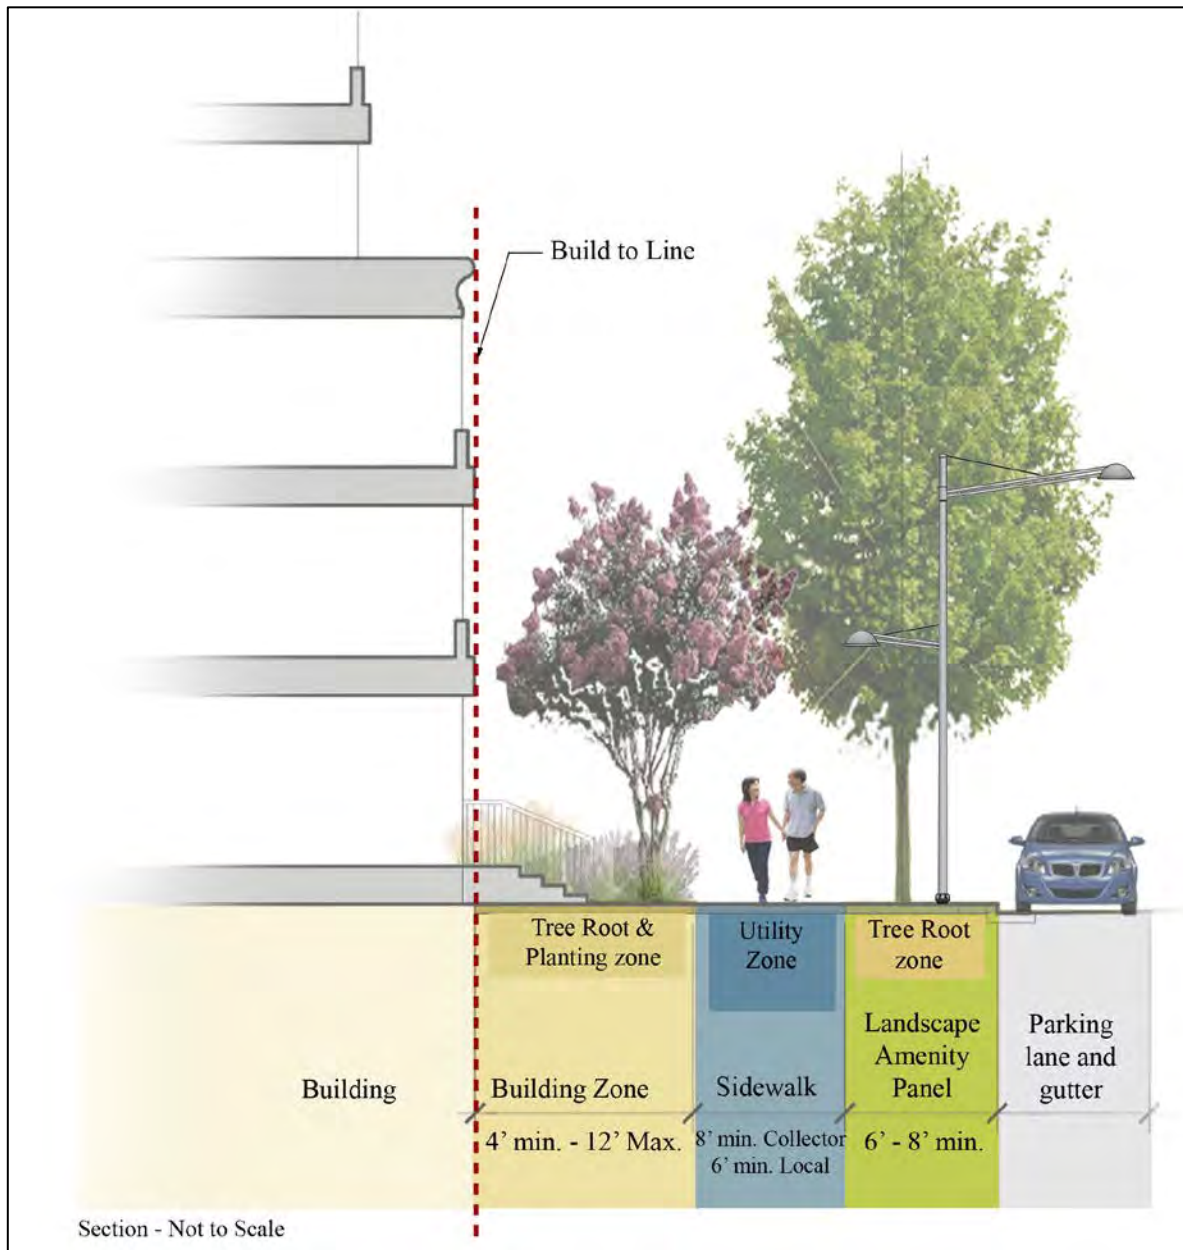 Build to Line
Tree Root &
Planting zone
Utility
Zone
Tree Root
zone
Building
Building Zone
Sidewalk
Landscape
Amenity
Panel
Parking
lane and
gutter
4’ min. - 12’ Max.
8’ min. Collector
6’ min. Local
6’ - 8’ min.
Section - Not to Scale